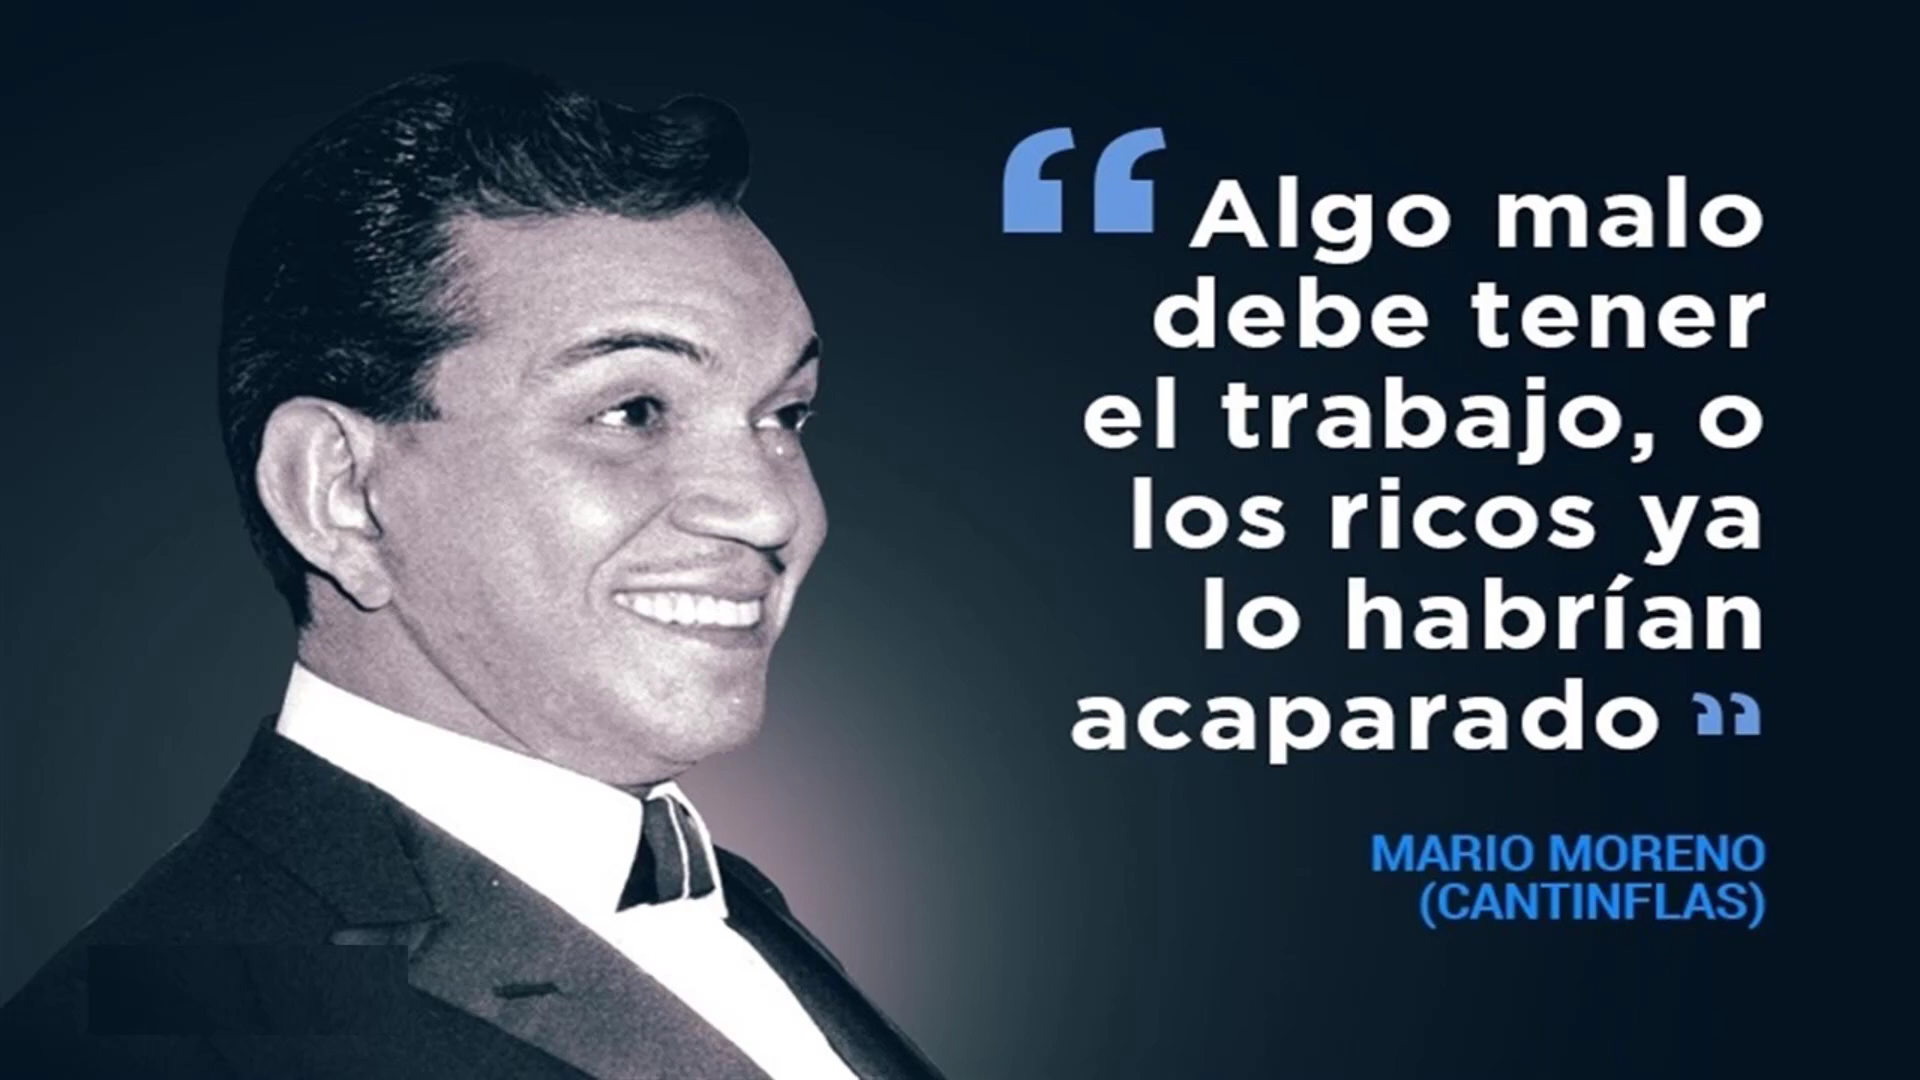 “ Algo malo
debe tener
el trabajo, o
los ricos ya
lo habrían
acaparado ”
MARIO MORENO
(CANTINFLAS)